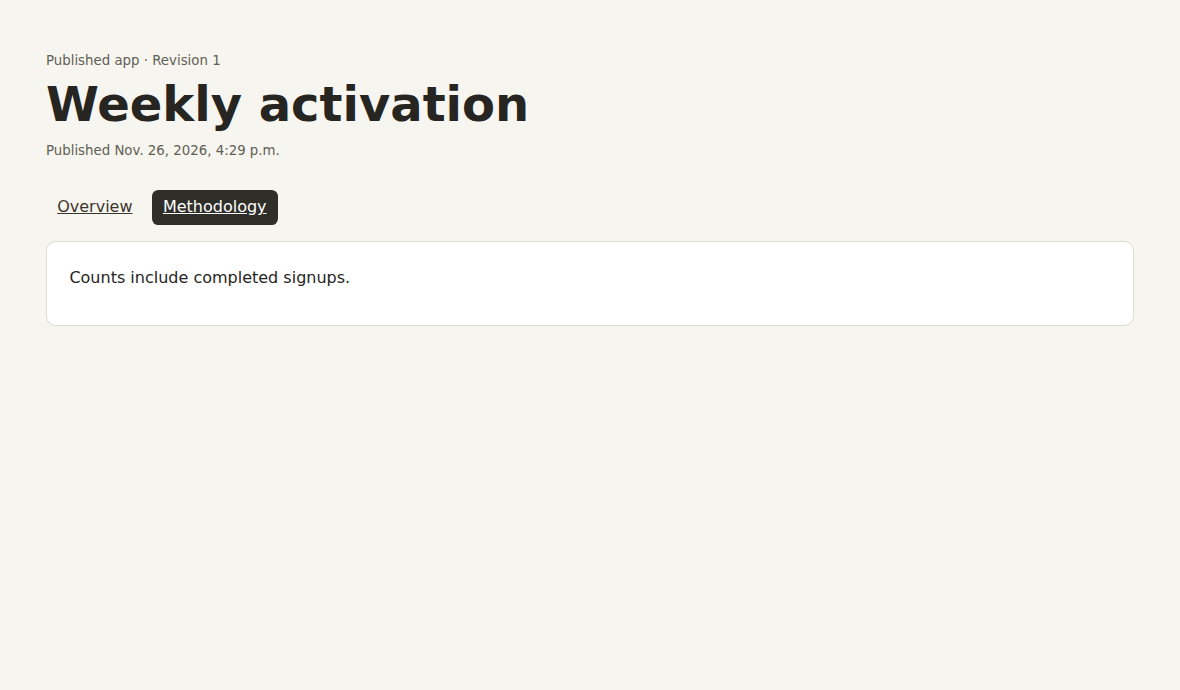 Published app · Revision 1
Weekly activation
Published Nov. 26, 2026, 4:29 p.m.
Overview Methodology
Counts include completed signups.